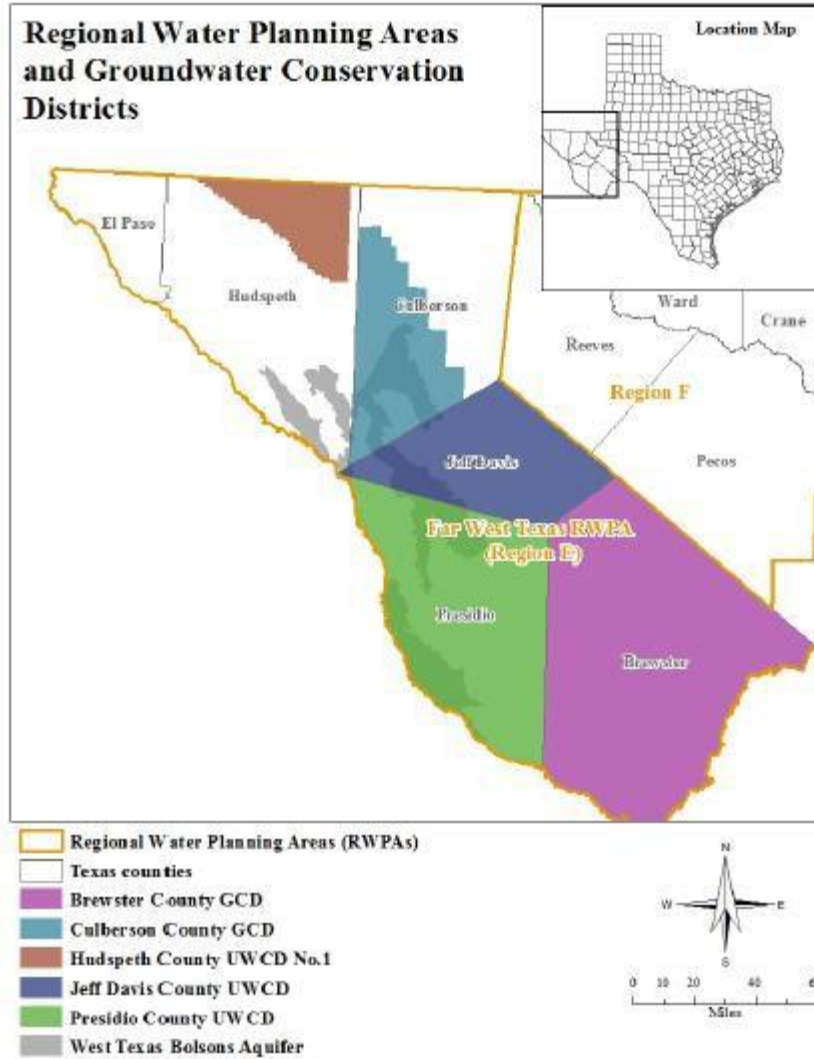 Regional Water Planning Areas
and Groundwater Conservation
Districts
Location Map
El Paso
Hudspeth
Culberson
Ward
Crane
Reeves
Region F
Pecos
Jeff Davis
Far West Texas RWPA
(Region E)
Presidio
Brewster
Regional Water Planning Areas (RWPAs)
Texas counties
Brewster County GCD
Culberson County GCD
Hudspeth County UWCD No.1
Jeff Davis County UWCD
Presidio County UWCD
West Texas Bolsons Aquifer
N
W
E
S
0 10 20 40
Miles